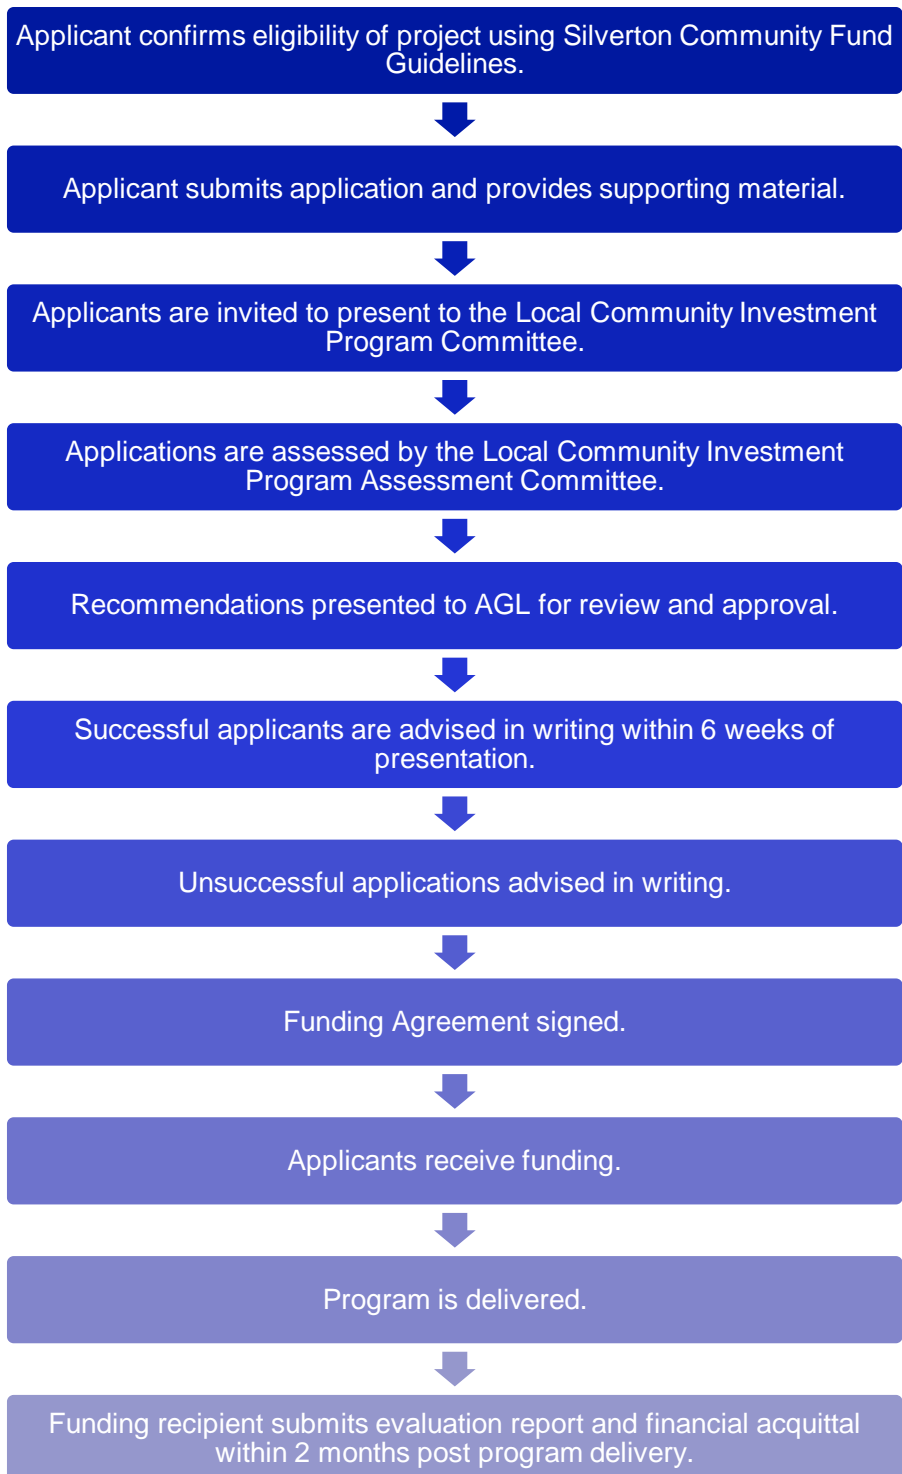 Applicant confirms eligibility of project using Silverton Community Fund
Guidelines.
Applicant submits application and provides supporting material.
Applicants are invited to present to the Local Community Investment
Program Committee.
Applications are assessed by the Local Community Investment
Program Assessment Committee.
Recommendations presented to AGL for review and approval.
Successful applicants are advised in writing within 6 weeks of
presentation.
Unsuccessful applications advised in writing.
Funding Agreement signed.
Applicants receive funding.
Program is delivered.
Funding recipient submits evaluation report and financial acquittal
within 2 months post program delivery.